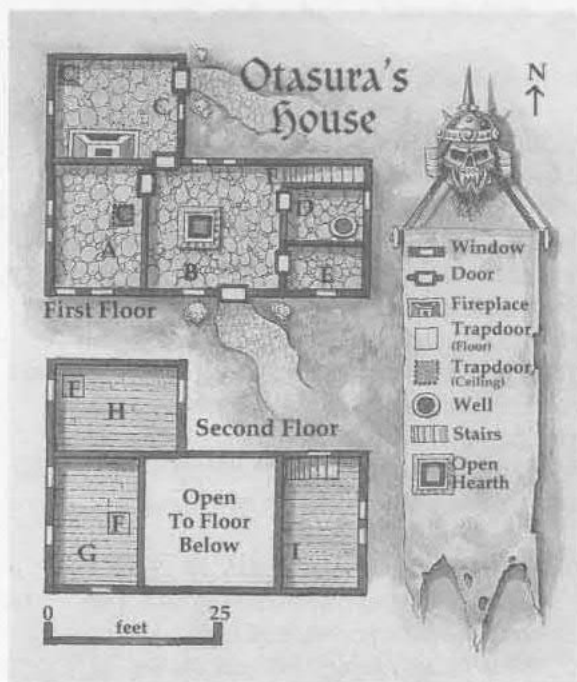 Otasura's
House
N
C
C
F
D
C
A
B
E
First Floor
Window
Door
Fireplace
Trapdoor
(Floor)
Trapdoor
(Ceiling)
Well
Stairs
Open
Hearth
F
H
Second Floor
Open
To Floor
Below
F
G
I
0 25
feet